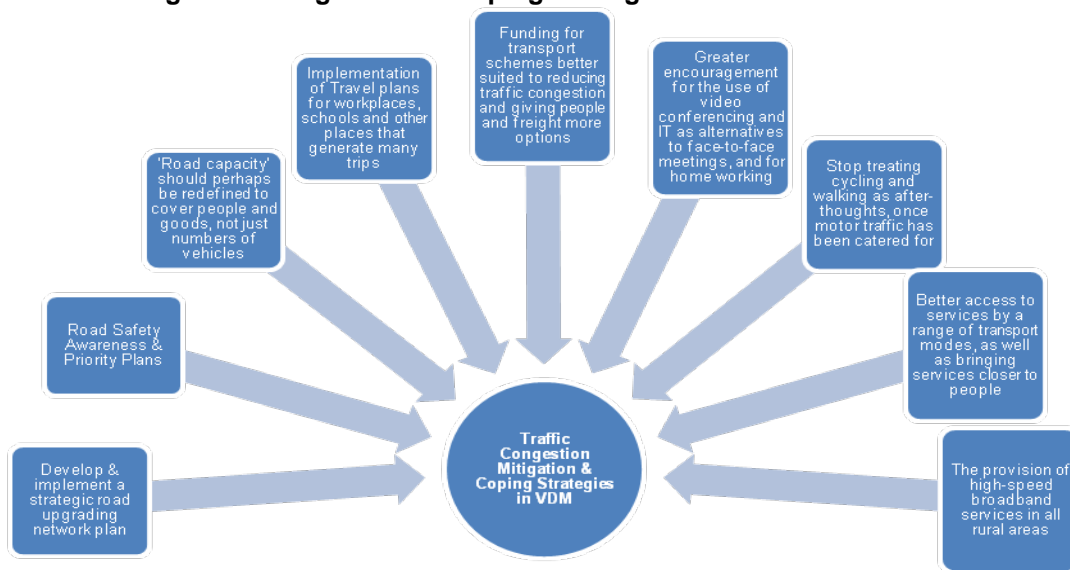 Funding for
transport
schemes better
suited to reducing
traffic congestion
and giving people
and freight more
options
Implementation
of Travel plans
for workplaces,
schools and other
places that
generate many
trips
Greater
encouragement
for the use of
video
conferencing and
IT as alternatives
to face-to-face
meetings, and for
home working
'Road capacity'
should perhaps
be redefined to
cover people and
goods, not just
numbers of
vehicles
Stop treating
cycling and
walking as after-
thoughts, once
motor traffic has
been catered for
Road Safety
Awareness &
Priority Plans
Better access to
services by a
range of transport
modes, as well
as bringing
services closer to
people
Develop &
implement a
strategic road
upgrading
network plan
The provision of
high-speed
broadband
services in all
rural areas
Traffic
Congestion
Mitigation &
Coping Strategies
in VDM